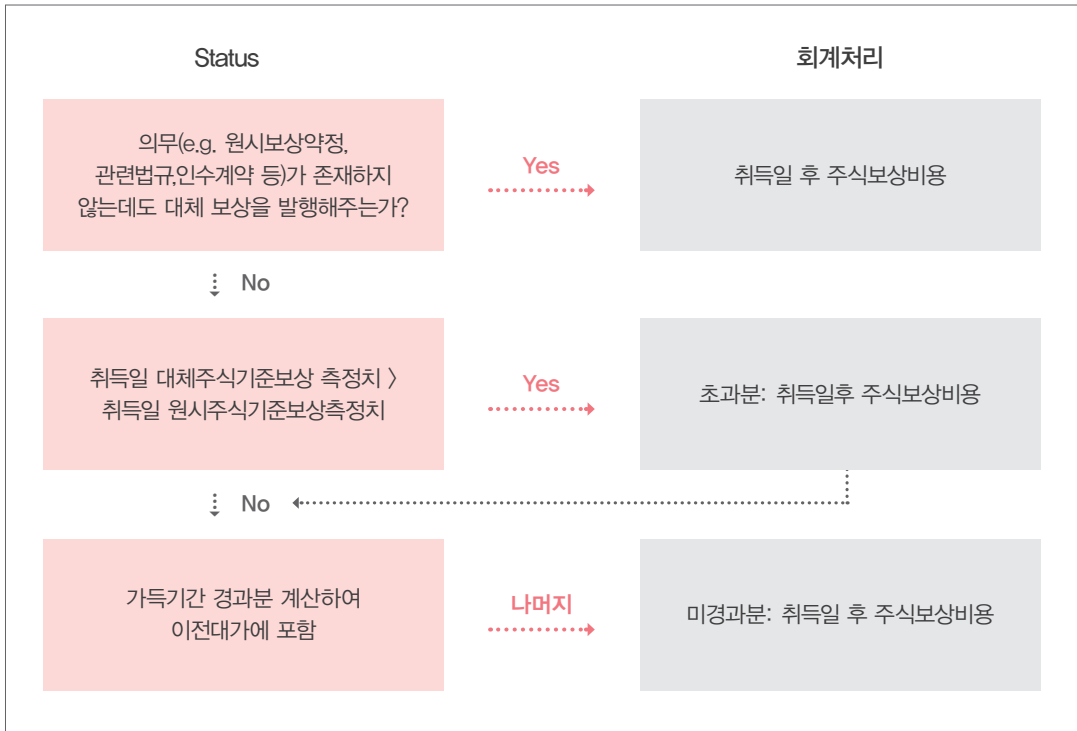 Status
회계처리
의무(e.g. 원시보상약정,
관련법규,인수계약 등)가 존재하지
않는데도 대체 보상을 발행해주는가?
Yes
취득일 후 주식보상비용
No
취득일 대체주식기준보상 측정치 >
취득일 원시주식기준보상측정치
Yes
초과분: 취득일후 주식보상비용
No
가득기간 경과분 계산하여
이전대가에 포함
나머지
미경과분: 취득일 후 주식보상비용